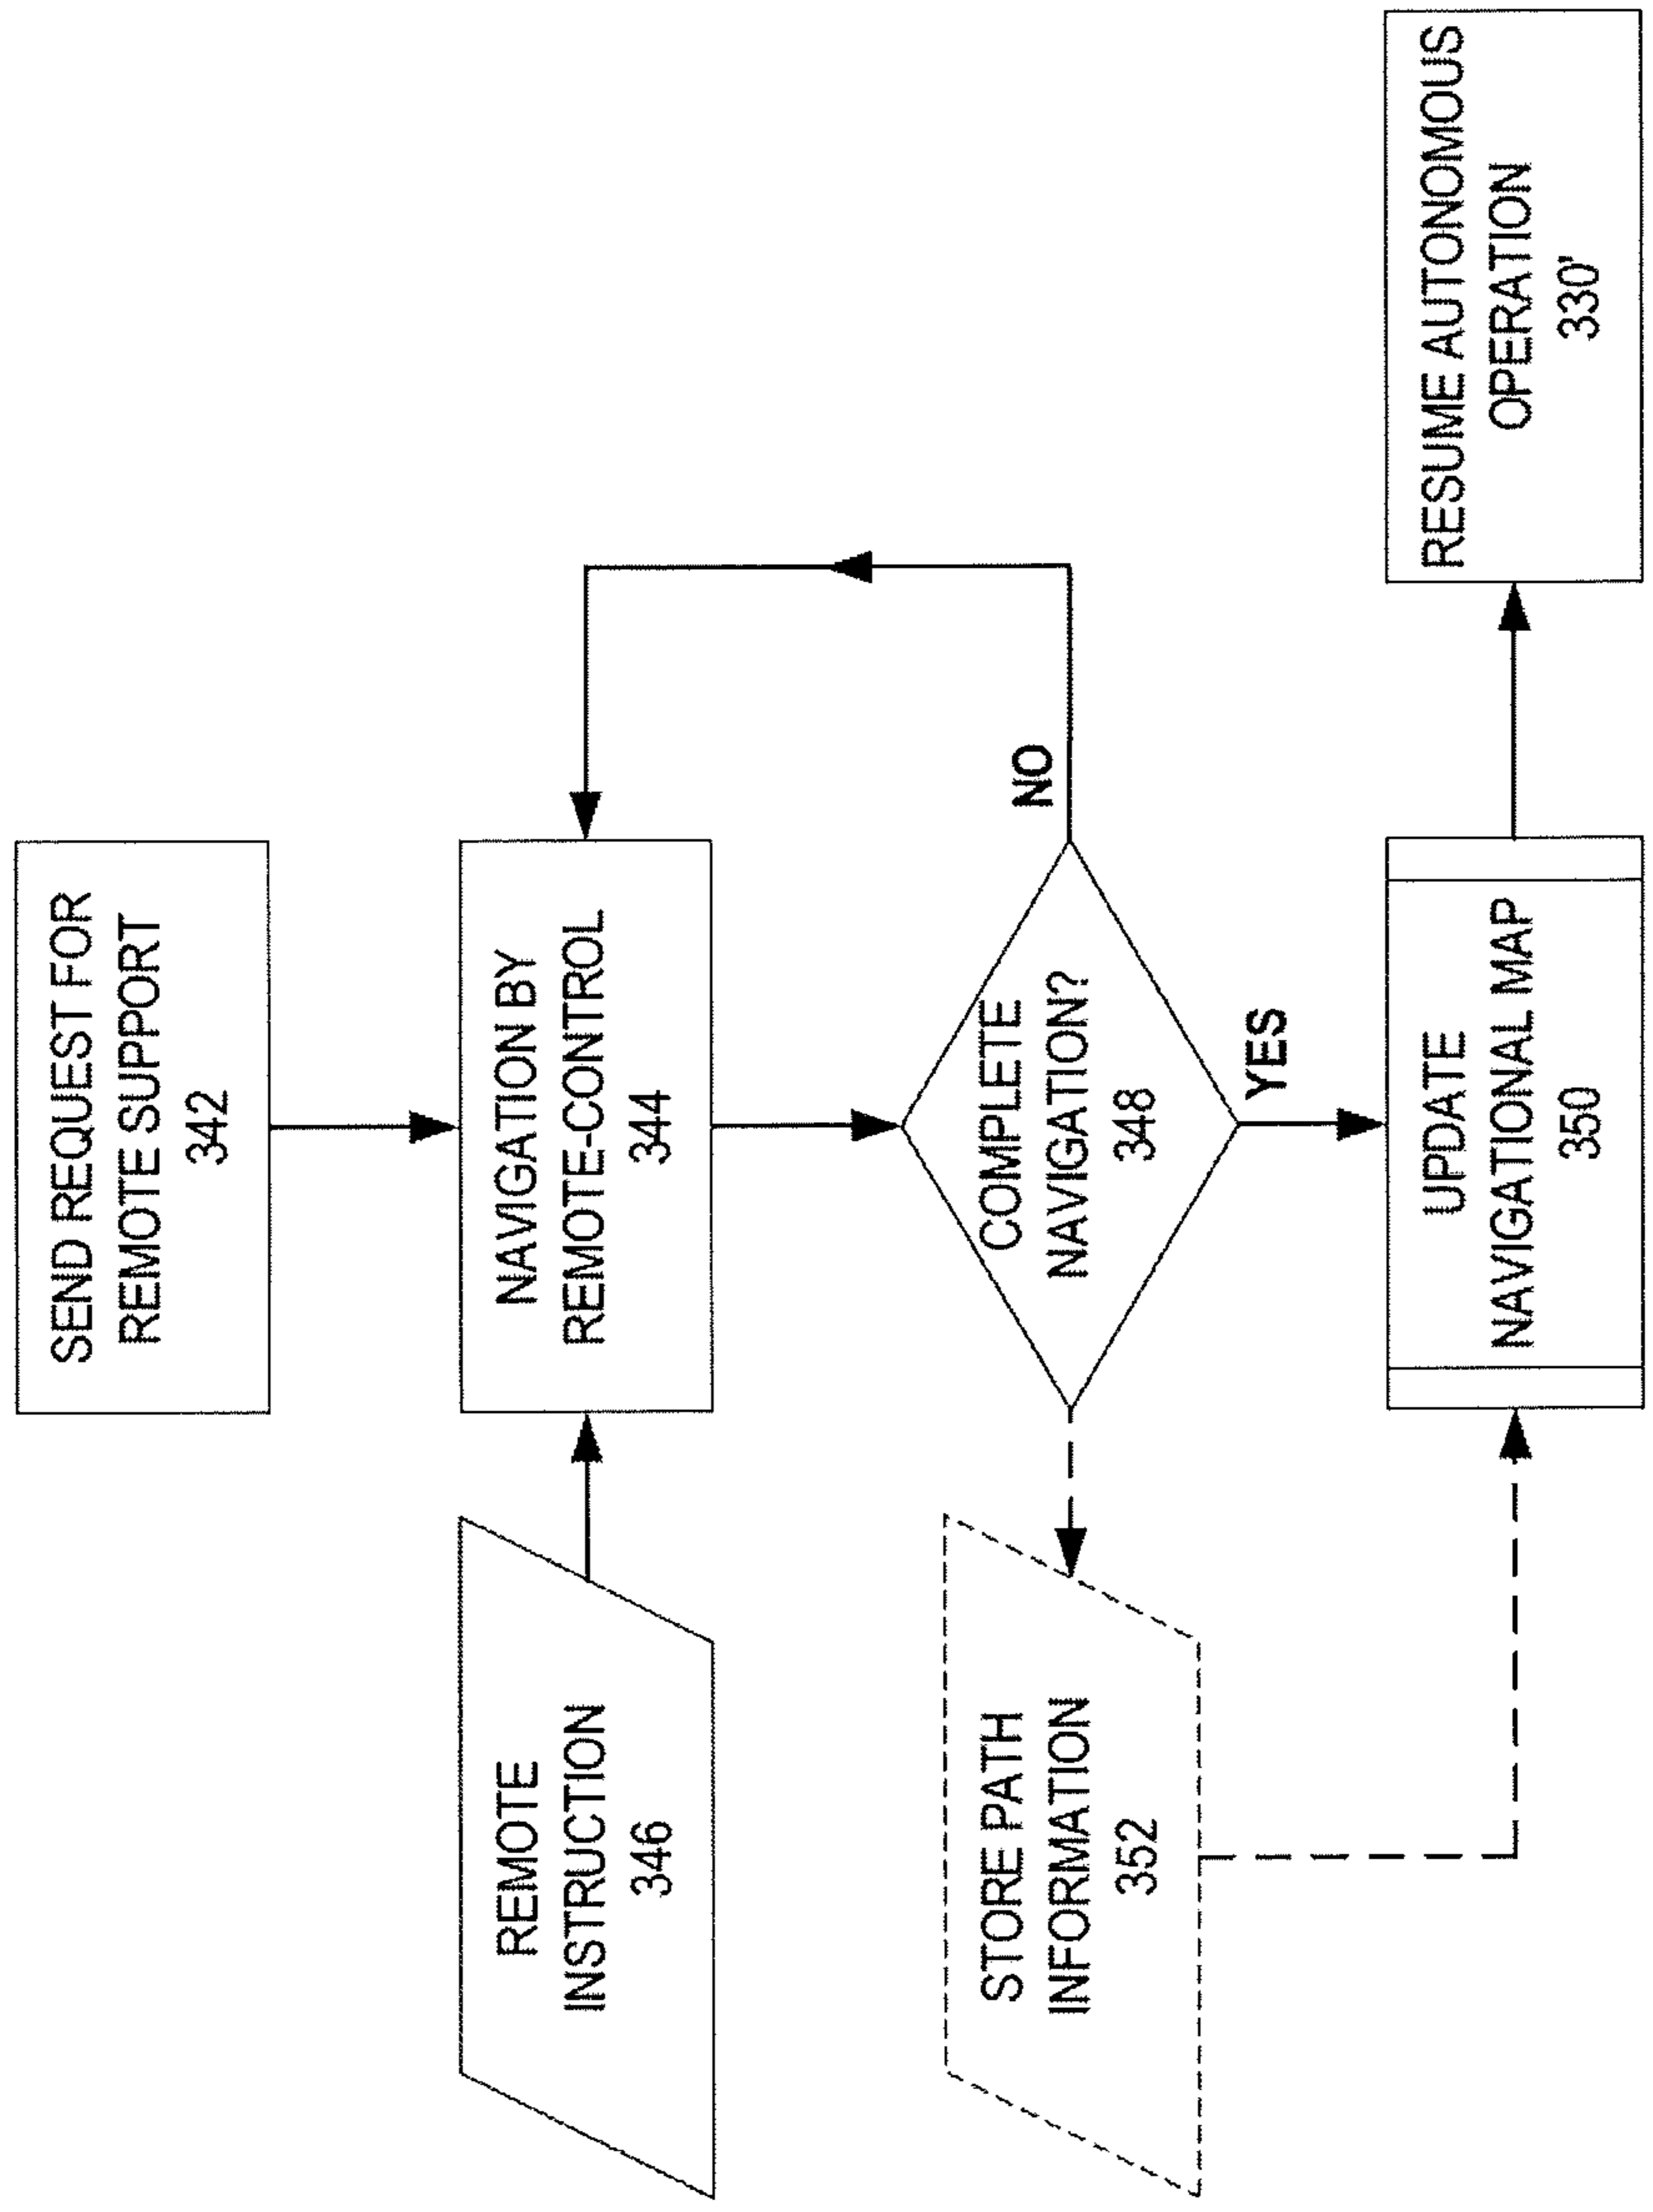 SEND REQUEST FOR
REMOTE SUPPORT
342
REMOTE
INSTRUCTION
346
NAVIGATION BY
REMOTE-CONTROL
344
COMPLETE
NAVIGATION?
348
NO
YES
STORE PATH
INFORMATION
352
UPDATE
NAVIGATIONAL MAP
350
RESUME AUTONOMOUS
OPERATION
330'